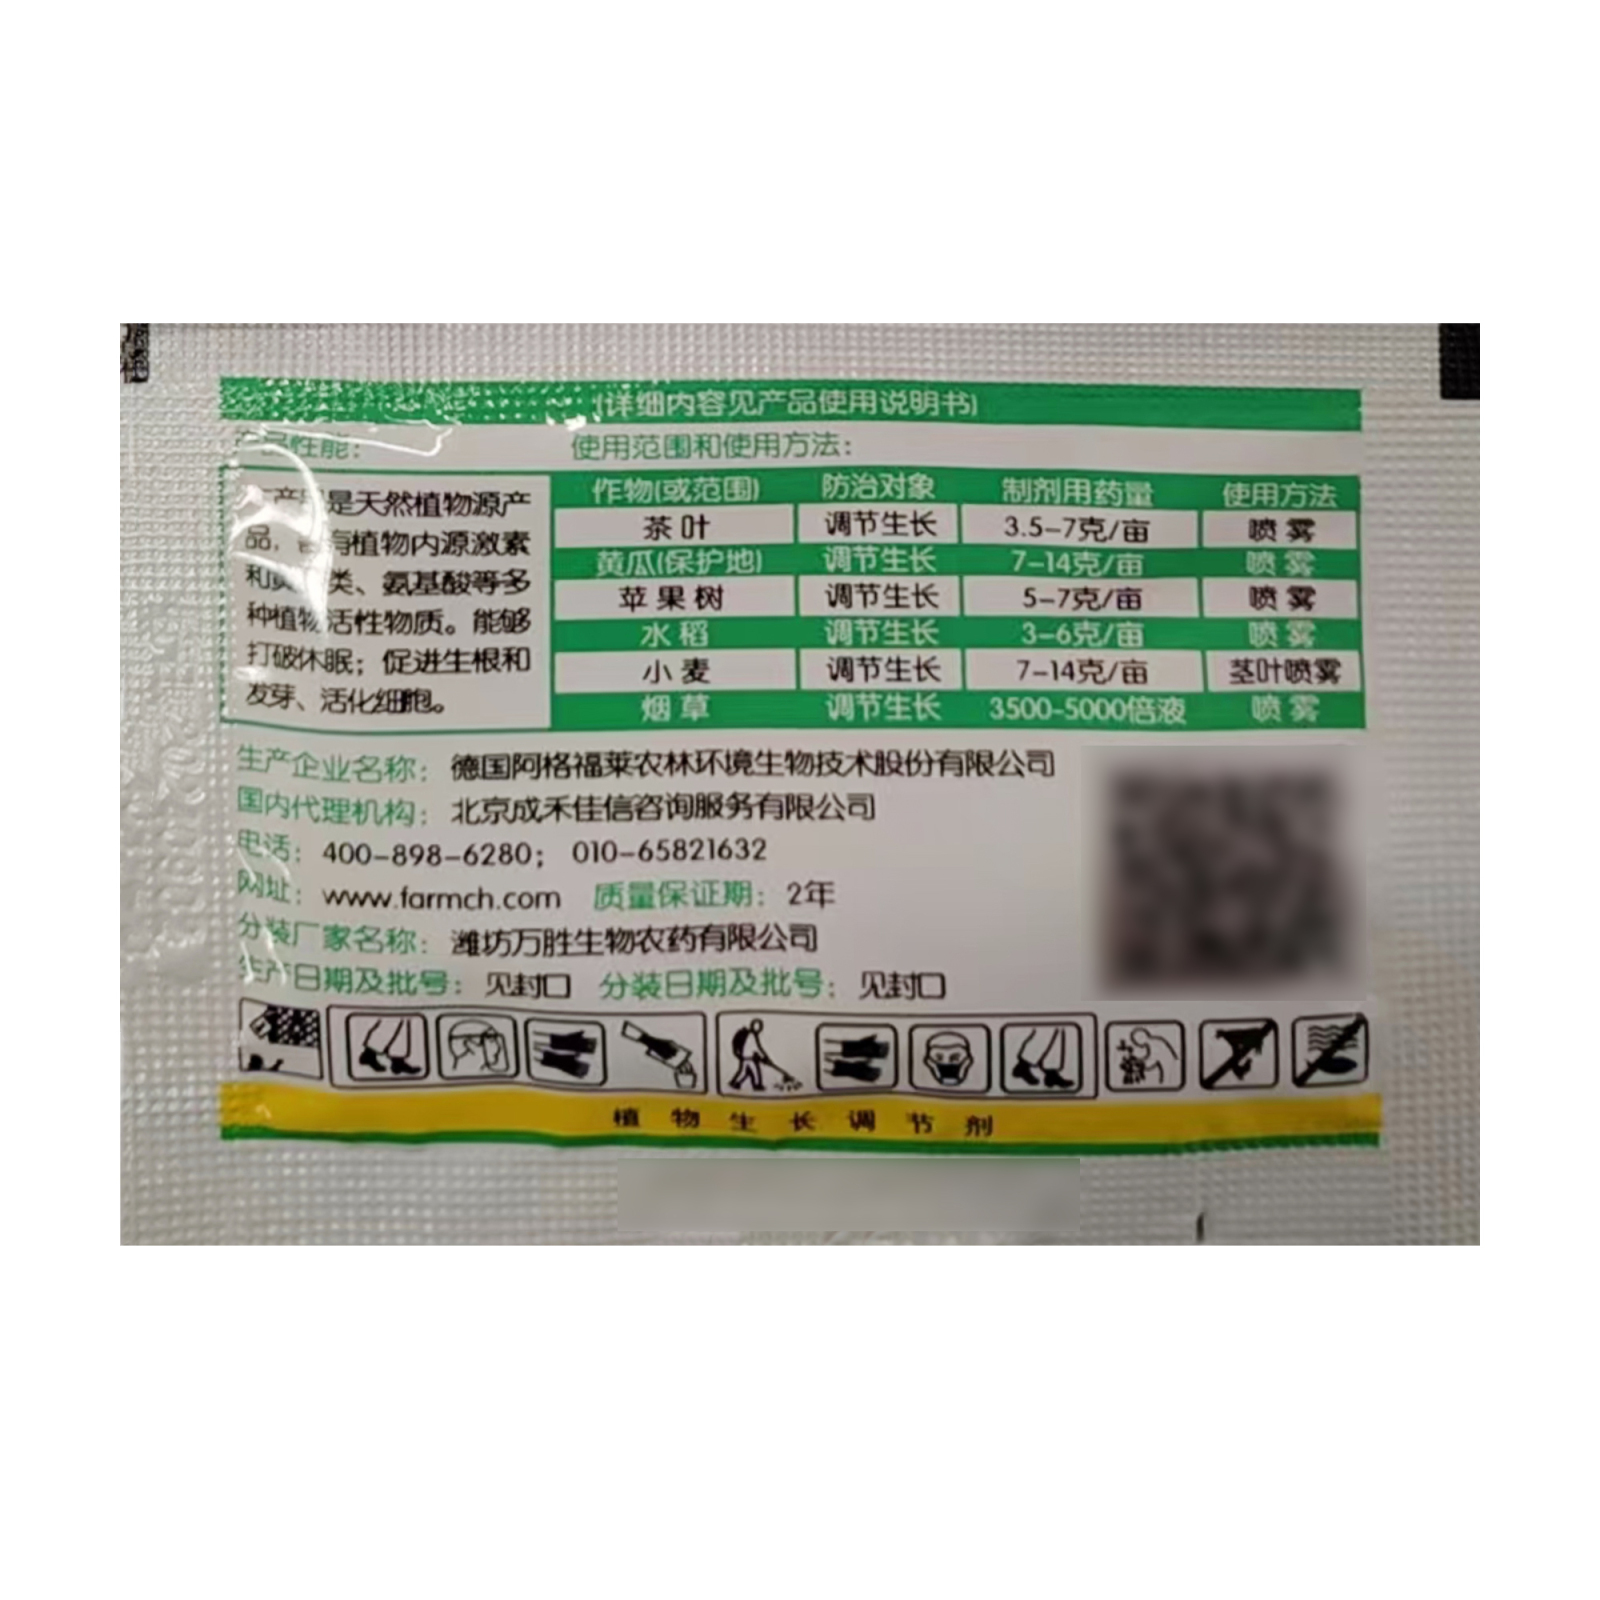 (详细内容见产品使用说明书)
产品性能： 使用范围和使用方法：
产 是天然植物源产
品， 有植物内源激素
和 类、氨基酸等多
种植物活性物质。能够
打破休眠；促进生根和
发芽、活化细胞。
作物(或范围) 防治对象 制剂用药量 使用方法
茶叶 调节生长 3.5-7克/亩 喷雾
黄瓜(保护地) 调节生长 7-14克/亩 喷雾
苹果树 调节生长 5-7克/亩 喷雾
水稻 调节生长 3-6克/亩 喷雾
小麦 调节生长 7-14克/亩 茎叶喷雾
烟草 调节生长 3500-5000倍液 喷雾
生产企业名称：德国阿格福莱农林环境生物技术股份有限公司
国内代理机构：北京成禾佳信咨询服务有限公司
电话：400-898-6280；010-65821632
网址：www.farmch.com 质量保证期：2年
分装厂家名称：潍坊万胜生物农药有限公司
生产日期及批号：见封口 分装日期及批号：见封口
植物生长调节剂